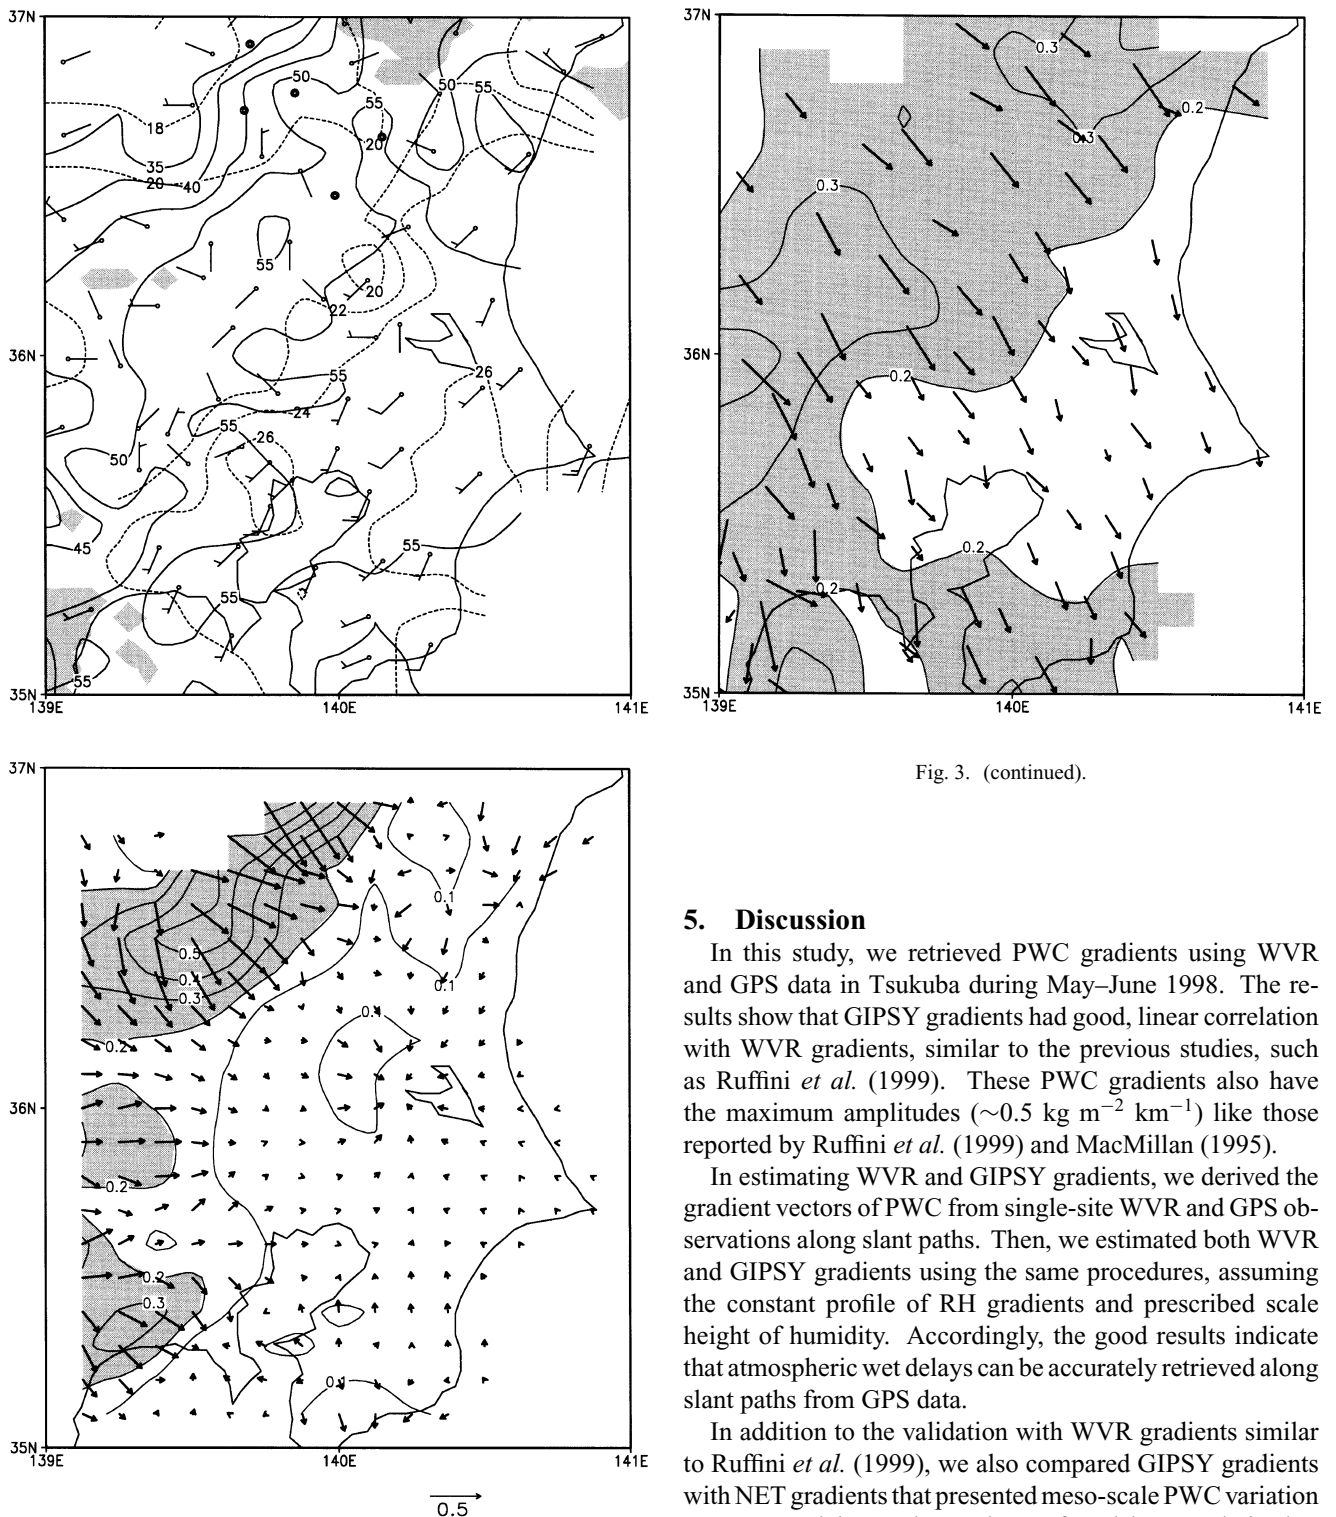 37N
36N
35N
139E
140E
141E
50
55
50
55
18
20
35
20
40
55
20
22
55
26
24
55
26
50
45
55
55
55
37N
36N
35N
139E
140E
141E
0.3
0.2
0.3
0.3
0.2
0.2
0.2
Fig. 3. (continued).
37N
36N
35N
139E
140E
141E
0.1
0.5
0.4
0.3
0.1
0.1
0.2
0.2
0.2
0.3
0.1
0.5
5. Discussion
In this study, we retrieved PWC gradients using WVR
and GPS data in Tsukuba during May–June 1998. The re-
sults show that GIPSY gradients had good, linear correlation
with WVR gradients, similar to the previous studies, such
as Ruffini et al. (1999). These PWC gradients also have
the maximum amplitudes (∼0.5 kg m−2 km−1) like those
reported by Ruffini et al. (1999) and MacMillan (1995).
In estimating WVR and GIPSY gradients, we derived the
gradient vectors of PWC from single-site WVR and GPS ob-
servations along slant paths. Then, we estimated both WVR
and GIPSY gradients using the same procedures, assuming
the constant profile of RH gradients and prescribed scale
height of humidity. Accordingly, the good results indicate
that atmospheric wet delays can be accurately retrieved along
slant paths from GPS data.
In addition to the validation with WVR gradients similar
to Ruffini et al. (1999), we also compared GIPSY gradients
with NET gradients that presented meso-scale PWC variation